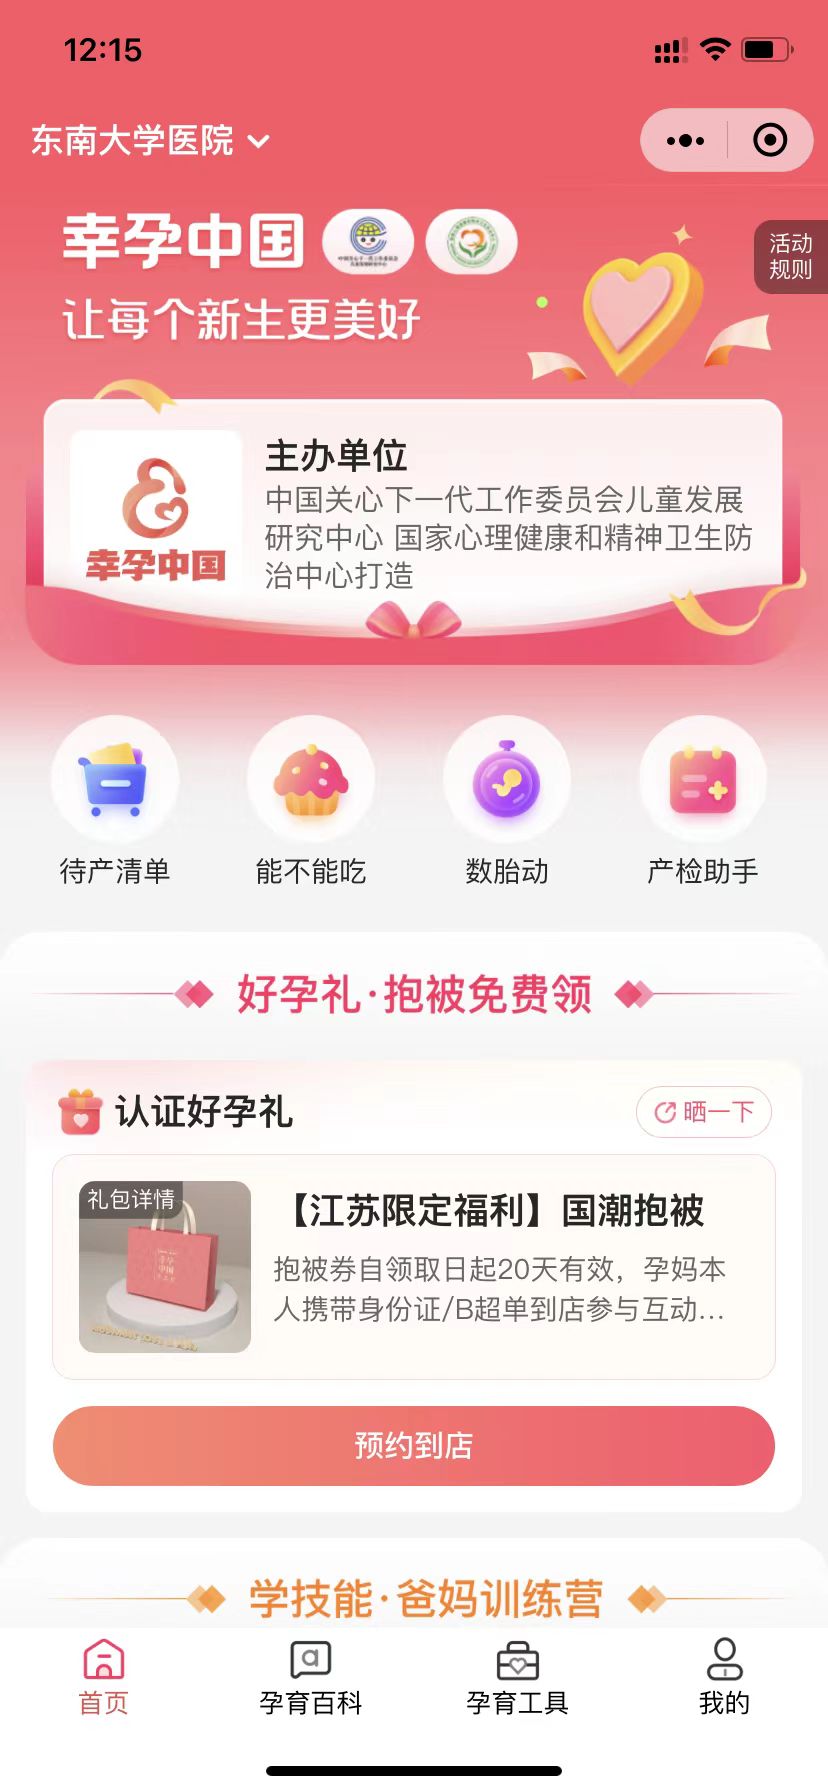 12:15
东南大学医院
幸孕中国
活动
规则
让每个新生更美好
主办单位
中国关心下一代工作委员会儿童发展
研究中心 国家心理健康和精神卫生防
治中心打造
幸孕中国
待产清单
能不能吃
数胎动
产检助手
好孕礼·抱被免费领
认证好孕礼
晒一下
礼包详情
幸孕
中国
【江苏限定福利】国潮抱被
抱被券自领取日起20天有效，孕妈本
人携带身份证/B超单到店参与互动...
预约到店
学技能·爸妈训练营
首页
孕育百科
孕育工具
我的